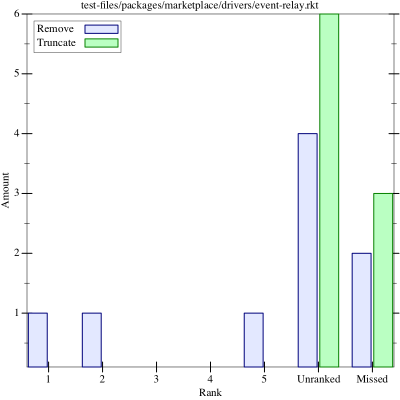 test-files/packages/marketplace/drivers/event-relay.rkt
Remove
Truncate
6
5
4
3
2
1
Amount
1 2 3 4 5 Unranked Missed
Rank